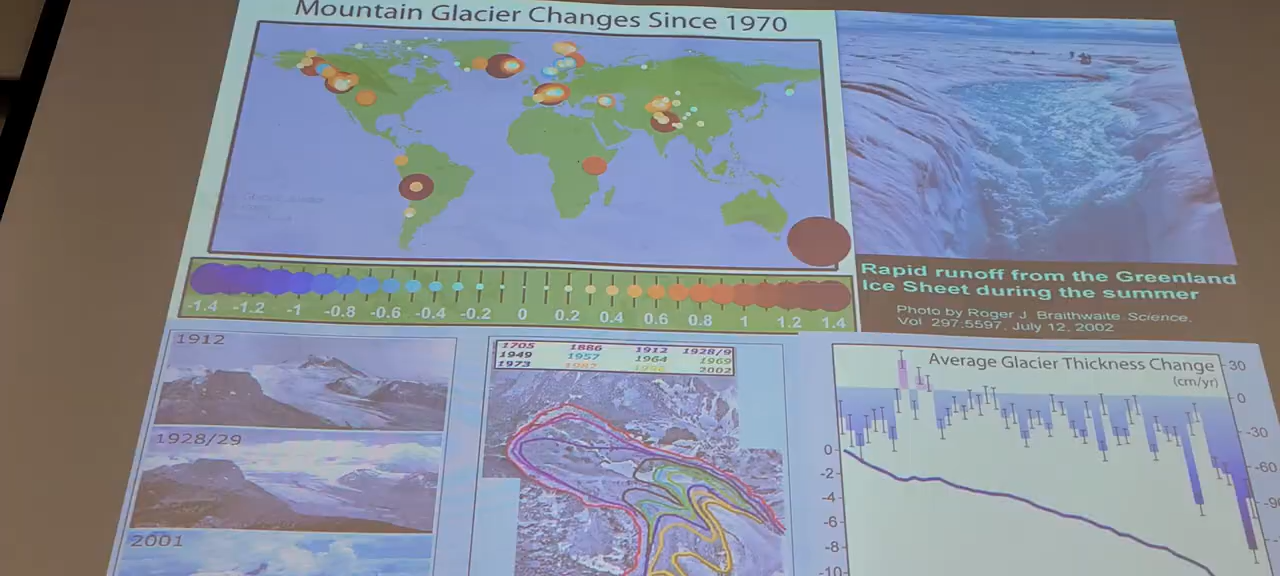 Mountain Glacier Changes Since 1970
-1.4 -1.2 -1 -0.8 -0.6 -0.4 -0.2 0 0.2 0.4 0.6 0.8 1 1.2 1.4
Rapid runoff from the Greenland
Ice Sheet during the summer
Photo by Roger J. Braithwaite. Science,
Vol 297:5597, July 12, 2002
1912
1928/29
2001
1705 1886 1912 1928/9
1949 1957 1964 1969
1973 1987 1996 2002
Average Glacier Thickness Change
(cm/yr)
30
0
-30
-60
0
-2
-4
-6
-8
-10